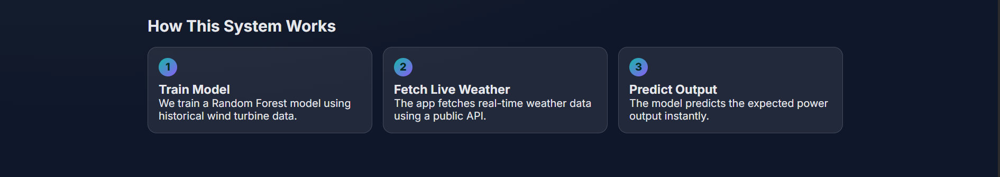 How This System Works
1
Train Model
We train a Random Forest model using
historical wind turbine data.
2
Fetch Live Weather
The app fetches real-time weather data
using a public API.
3
Predict Output
The model predicts the expected power
output instantly.